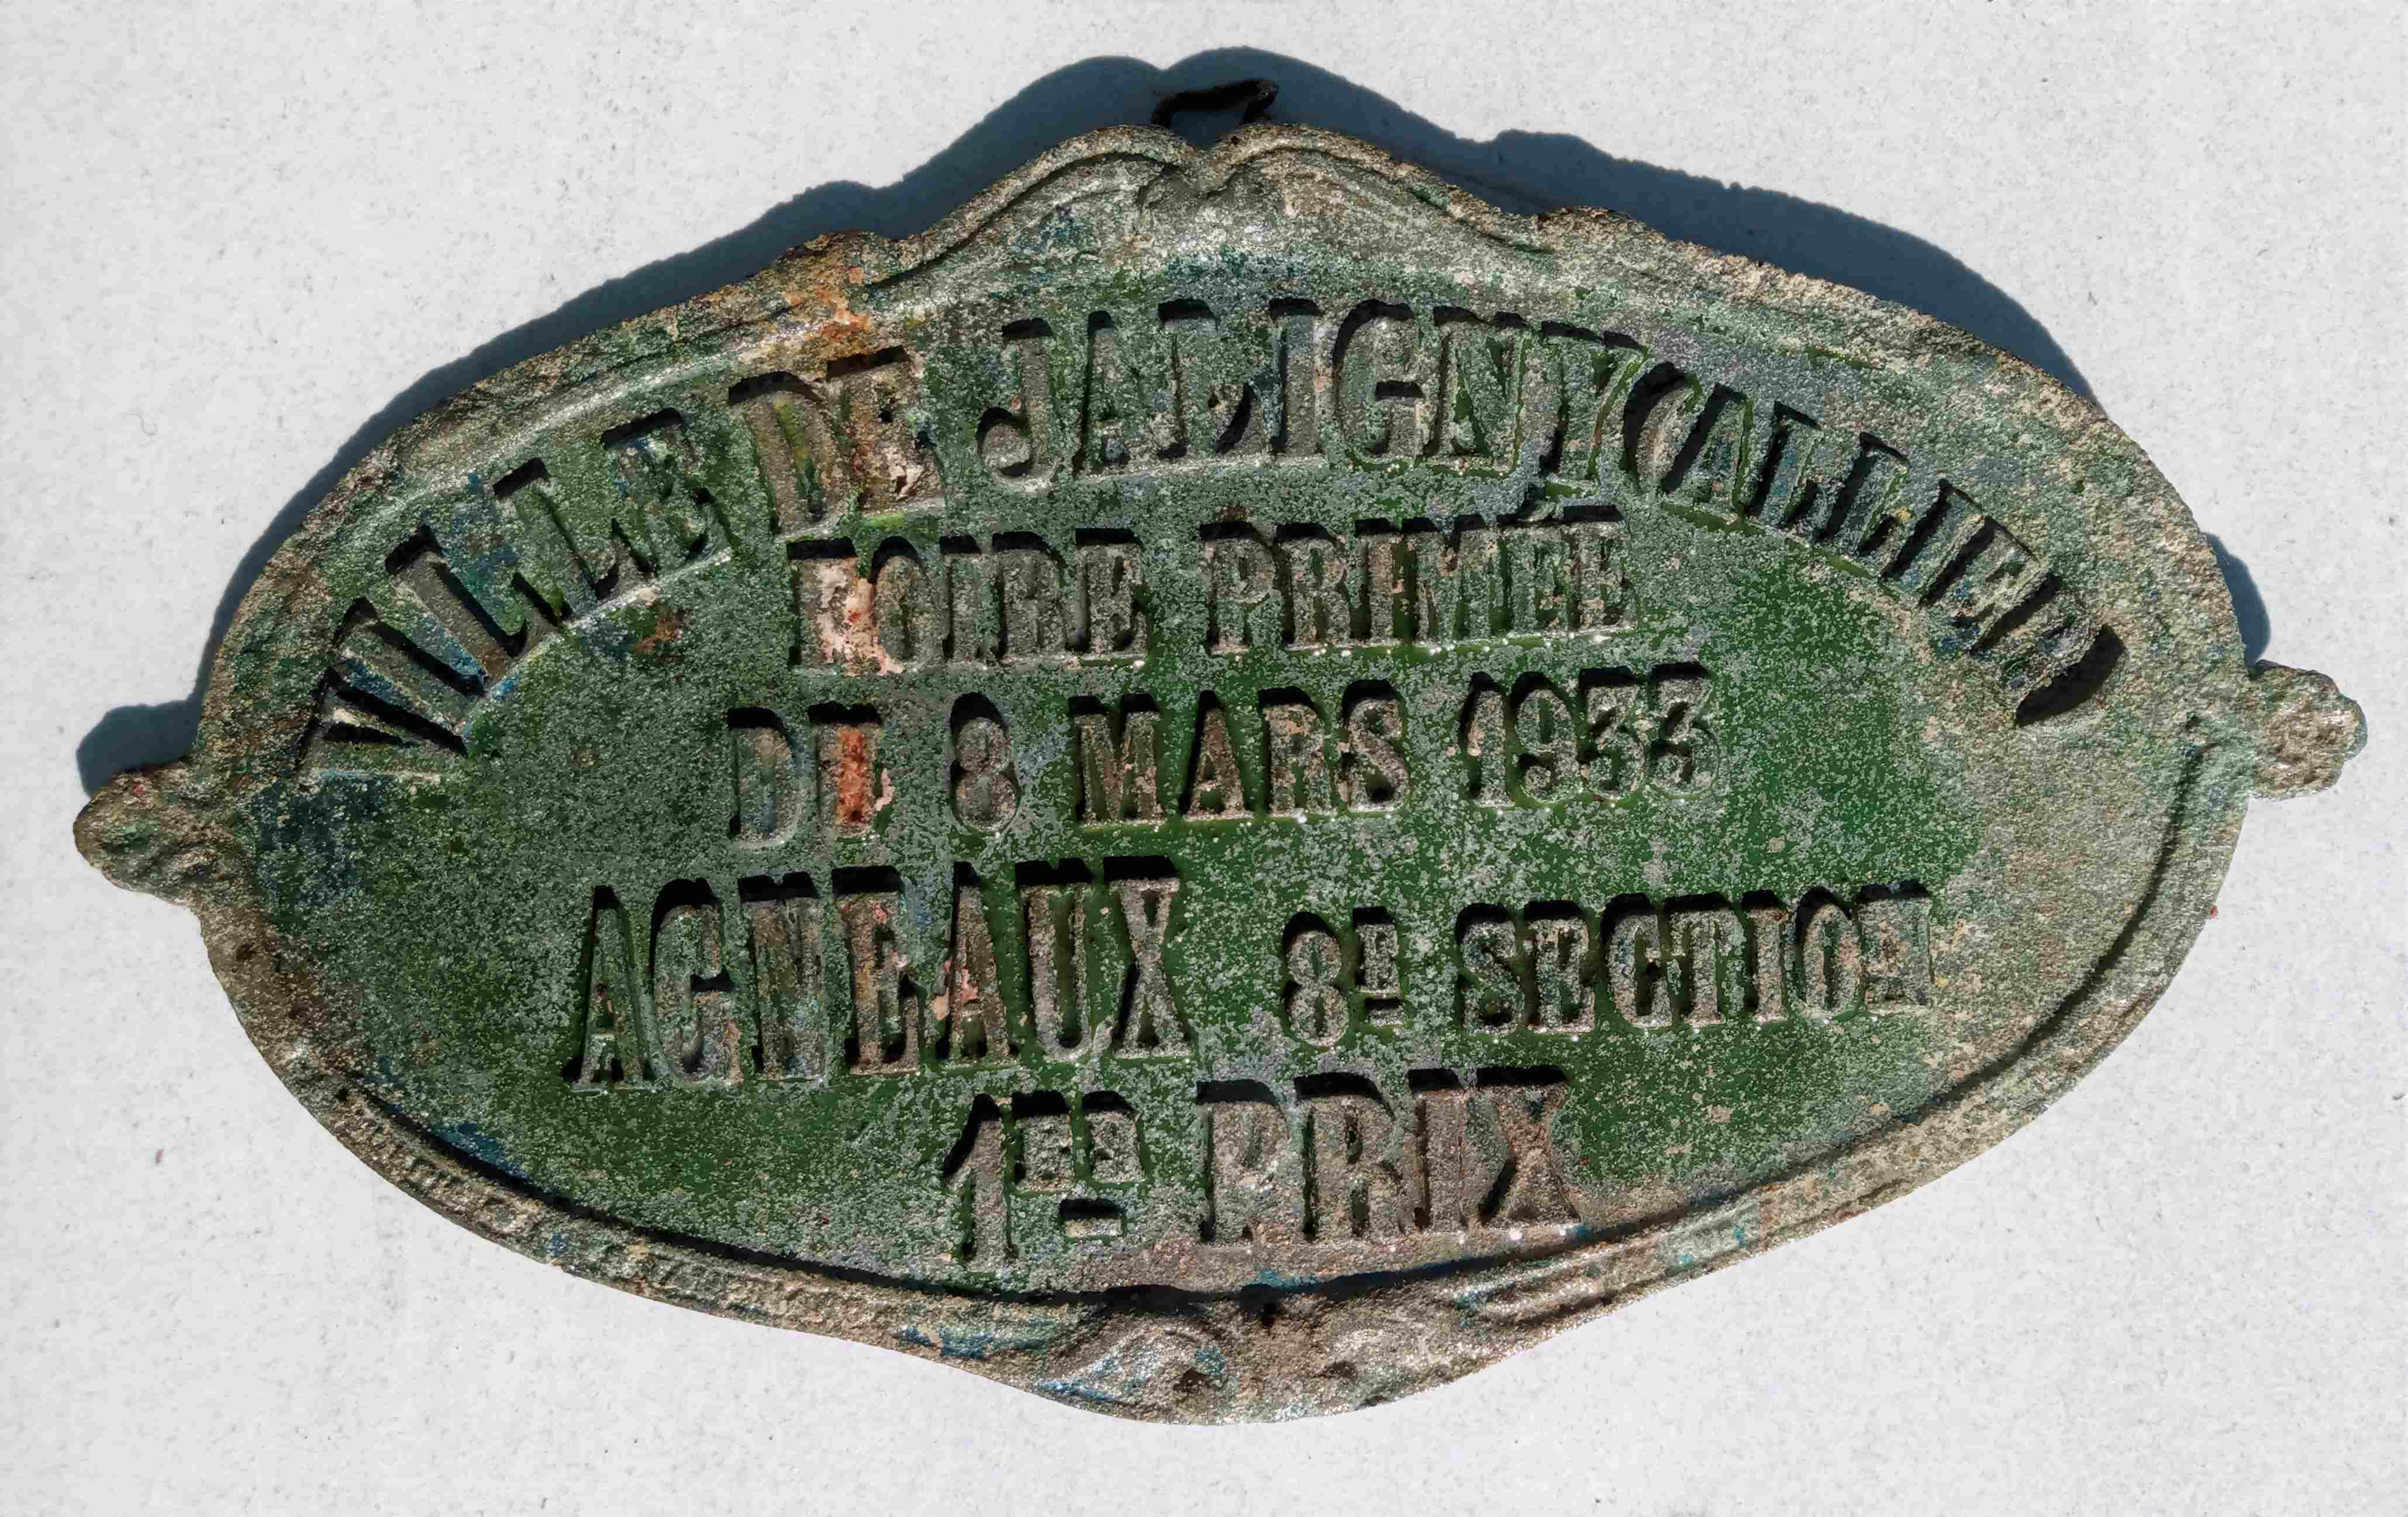 VILLE DE JALIGNY (ALLIER)
FOIRE PRIMÉE
DU 8 MARS 1933
AGNEAUX 8E SECTION
1ER PRIX